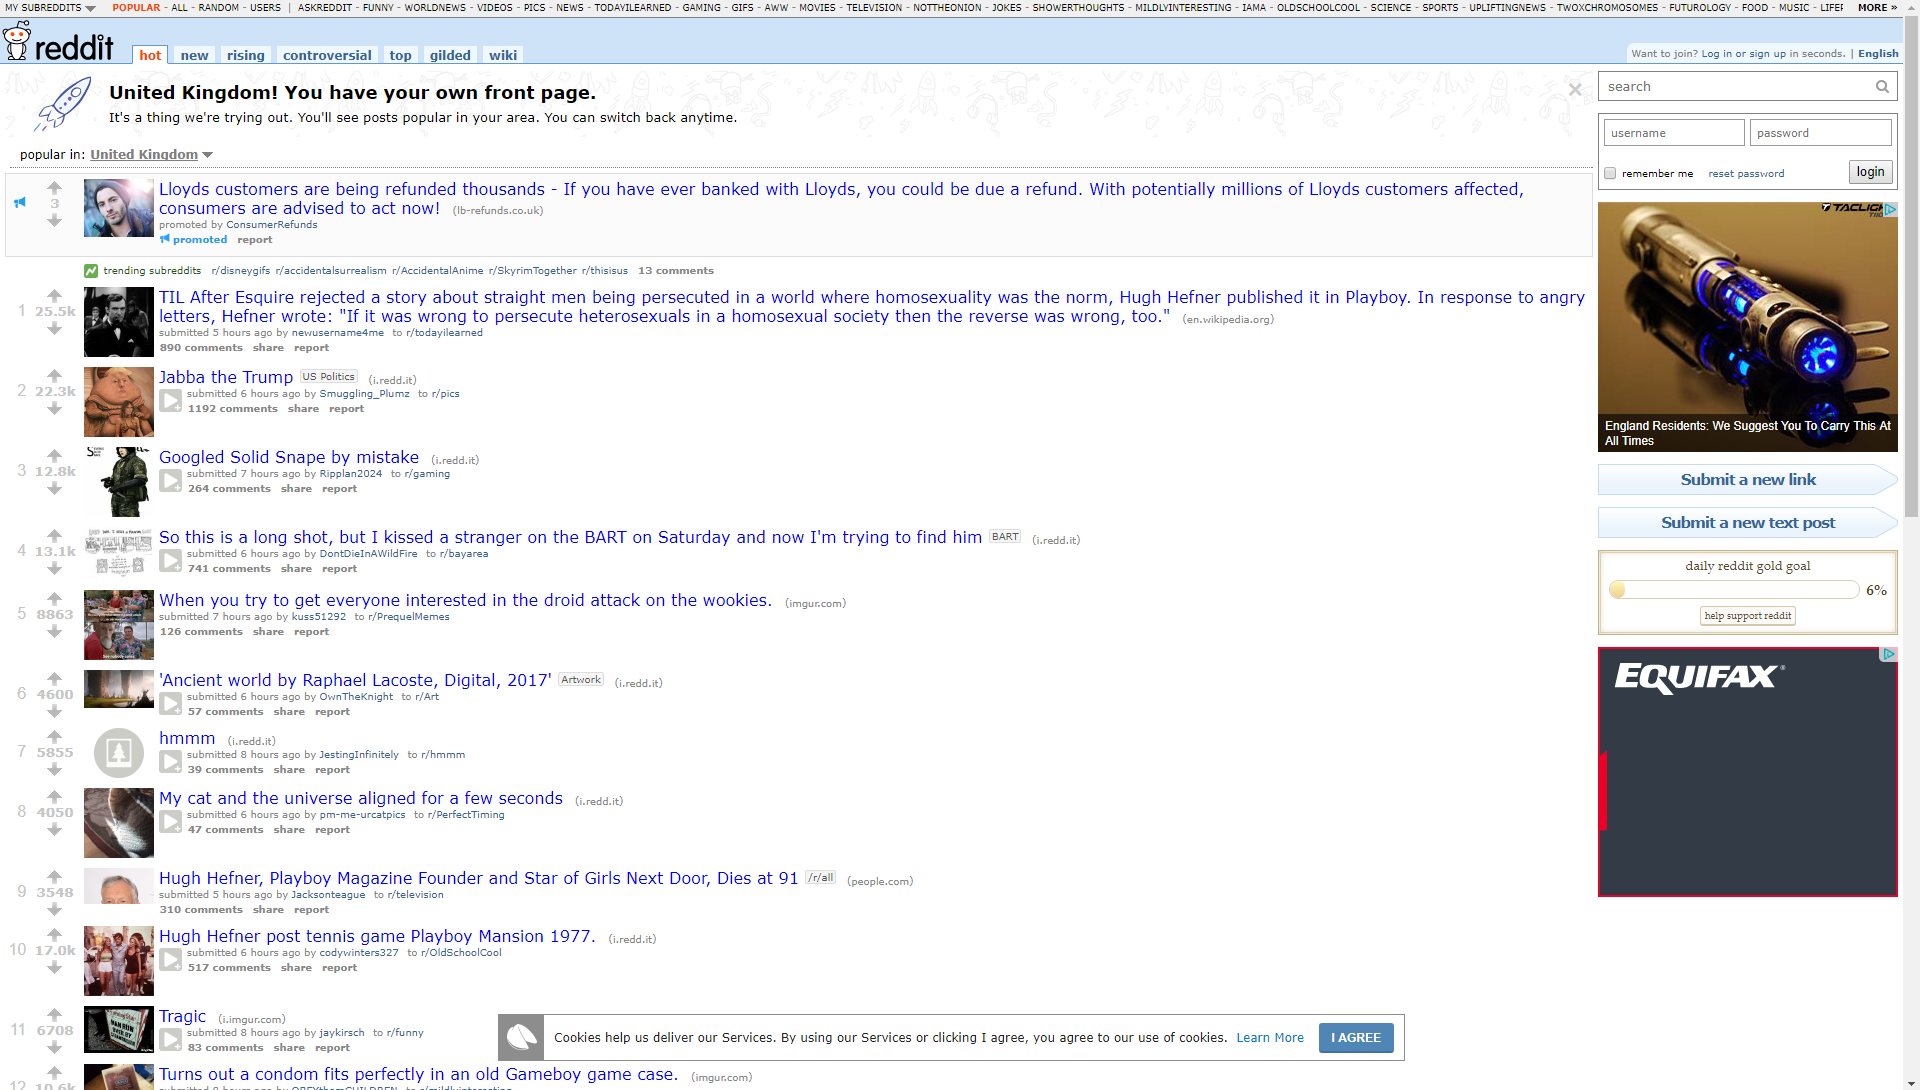 MY SUBREDDITS POPULAR - ALL - RANDOM - USERS | ASKREDDIT - FUNNY - WORLDNEWS - VIDEOS - PICS - NEWS - TODAYILEARNED - GAMING - GIFS - AWW - MOVIES - TELEVISION - NOTTHEONION - JOKES - SHOWERTHOUGHTS - MILDLYINTERESTING - IAMA - OLDSCHOOLCOOL - SCIENCE - SPORTS - UPLIFTINGNEWS - TWOXCHROMOSOMES - FUTUROLOGY - FOOD - MUSIC - MORE »
reddit hot new rising controversial top gilded wiki
Want to join? Log in or sign up in seconds. | English
United Kingdom! You have your own front page.
It's a thing we're trying out. You'll see posts popular in your area. You can switch back anytime.
popular in: United Kingdom
3
Lloyds customers are being refunded thousands - If you have ever banked with Lloyds, you could be due a refund. With potentially millions of Lloyds customers affected,
consumers are advised to act now! (lb-refunds.co.uk)
promoted by ConsumerRefunds
promoted report
trending subreddits r/disneygifs r/accidentalsurrealism r/AccidentalAnime r/SkyrimTogether r/thisisus 13 comments
1 25.5k
TIL After Esquire rejected a story about straight men being persecuted in a world where homosexuality was the norm, Hugh Hefner published it in Playboy. In response to angry
letters, Hefner wrote: "If it was wrong to persecute heterosexuals in a homosexual society then the reverse was wrong, too." (en.wikipedia.org)
submitted 5 hours ago by newusername4me to r/todayilearned
890 comments share report
2 22.3k
Jabba the Trump US Politics (i.redd.it)
submitted 6 hours ago by Smuggling_Plumz to r/pics
1192 comments share report
3 12.8k
Googled Solid Snape by mistake (i.redd.it)
submitted 7 hours ago by Ripplan2024 to r/gaming
264 comments share report
4 13.1k
So this is a long shot, but I kissed a stranger on the BART on Saturday and now I'm trying to find him BART (i.redd.it)
submitted 6 hours ago by DontDieInAWildFire to r/bayarea
741 comments share report
5 8863
When you try to get everyone interested in the droid attack on the wookies. (imgur.com)
submitted 7 hours ago by kuss51292 to r/PrequelMemes
126 comments share report
6 4600
'Ancient world by Raphael Lacoste, Digital, 2017' Artwork (i.redd.it)
submitted 6 hours ago by OwnTheKnight to r/Art
57 comments share report
7 5855
hmmm (i.redd.it)
submitted 8 hours ago by JestingInfinitely to r/hmmm
39 comments share report
8 4050
My cat and the universe aligned for a few seconds (i.redd.it)
submitted 6 hours ago by pm-me-urcatpics to r/PerfectTiming
47 comments share report
9 3548
Hugh Hefner, Playboy Magazine Founder and Star of Girls Next Door, Dies at 91 /r/all (people.com)
submitted 5 hours ago by Jacksonteague to r/television
310 comments share report
10 17.0k
Hugh Hefner post tennis game Playboy Mansion 1977. (i.redd.it)
submitted 6 hours ago by codywinters327 to r/OldSchoolCool
517 comments share report
11 6708
Tragic (i.imgur.com)
submitted 8 hours ago by jaykirsch to r/funny
83 comments share report
12 10.6k
Turns out a condom fits perfectly in an old Gameboy game case. (imgur.com)
Cookies help us deliver our Services. By using our Services or clicking I agree, you agree to our use of cookies. Learn More I AGREE
search
username password
remember me reset password login
England Residents: We Suggest You To Carry This At
All Times
Submit a new link
Submit a new text post
daily reddit gold goal
6%
help support reddit
EQUIFAX